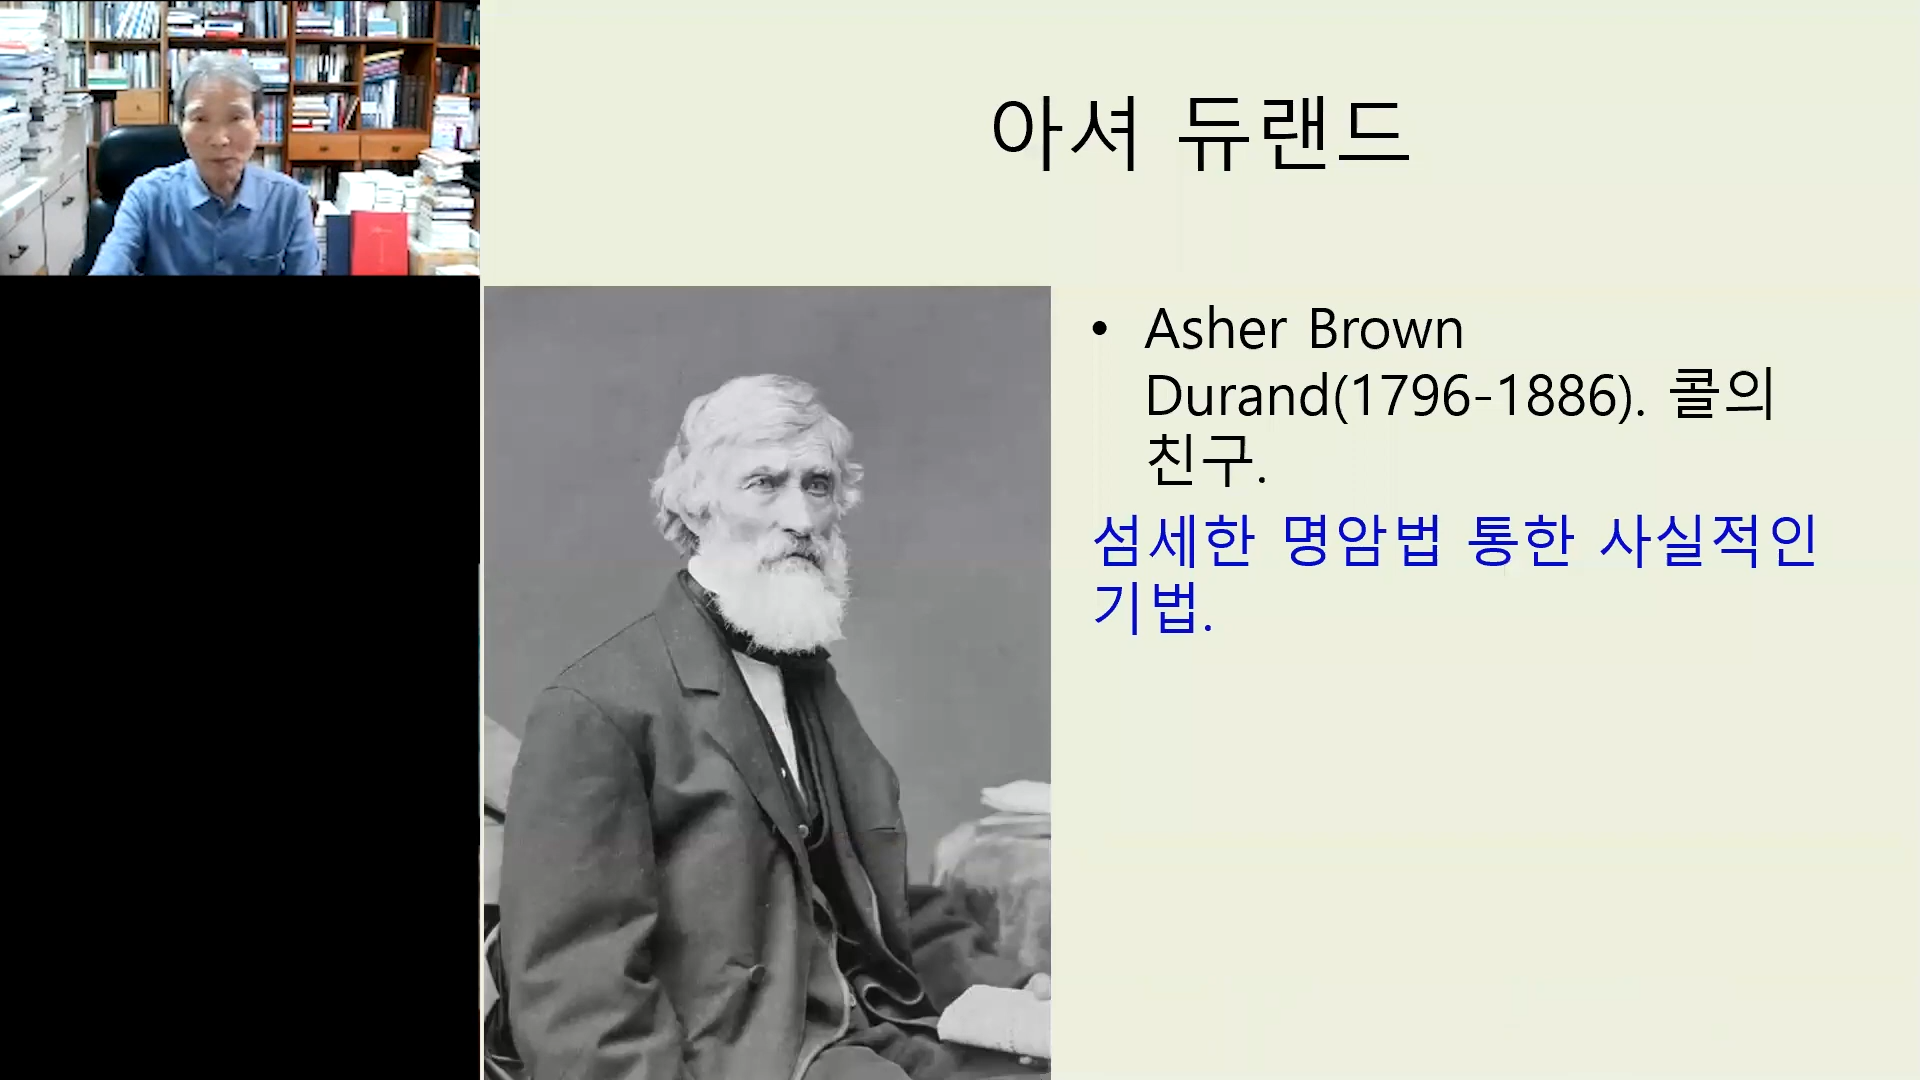 아셔 듀랜드
• Asher Brown
Durand(1796-1886). 콜의
친구.
섬세한 명암법 통한 사실적인
기법.